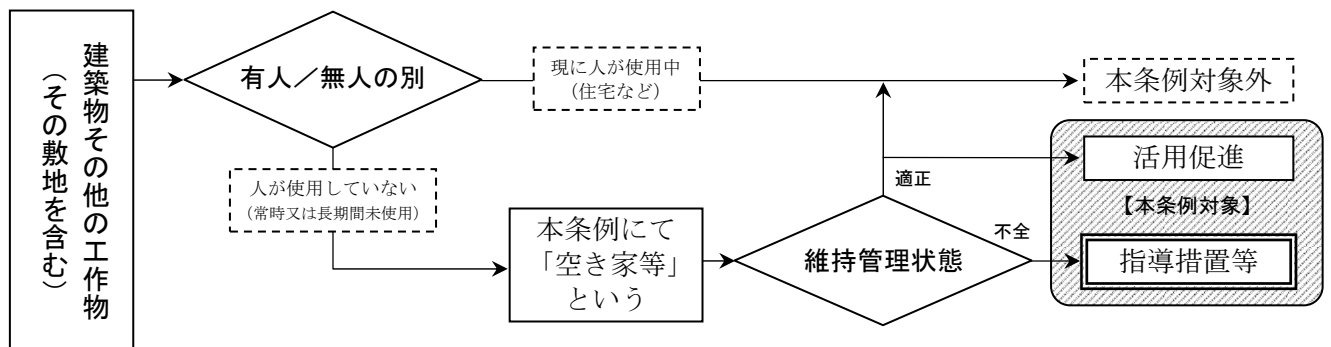 建築物その他の工作物
（その敷地を含む）
有人／無人の別
現に人が使用中
（住宅など）
本条例対象外
人が使用していない
（常時又は長期間未使用）
本条例にて
「空き家等」
という
維持管理状態
適正
不全
活用促進
【本条例対象】
指導措置等